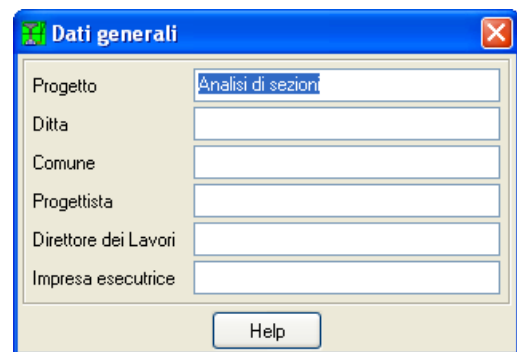 Dati generali
Progetto Analisi di sezioni
Ditta
Comune
Progettista
Direttore dei Lavori
Impresa esecutrice
Help